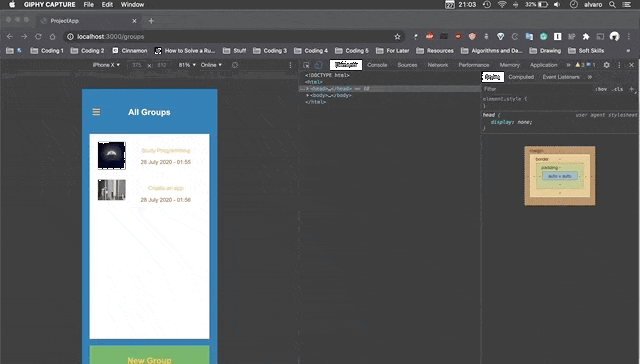 GIPHY CAPTURE File Edit Window
27 21:03 32% alvaro
ProjectApp
localhost:3000/groups
Coding 1 Coding 2 Cinnamon How to Solve a Ru... Stuff Coding 3 Coding 4 Coding 5 For Later Resources Algorithms and Da... Drawing Soft Skills
iPhone X 375 × 812 81% Online
Console Sources Network Performance Memory Application
<!DOCTYPE html>
<html>
<head>…</head> == $0
<body>…</body>
</html>
Computed Event Listeners
Filter :hov .cls +
element.style {
}
head { user agent stylesheet
display: none;
}
margin
border
padding
auto × auto
All Groups
Study Programming
28 July 2020 - 01:55
Create an app
28 July 2020 - 01:58
New Group